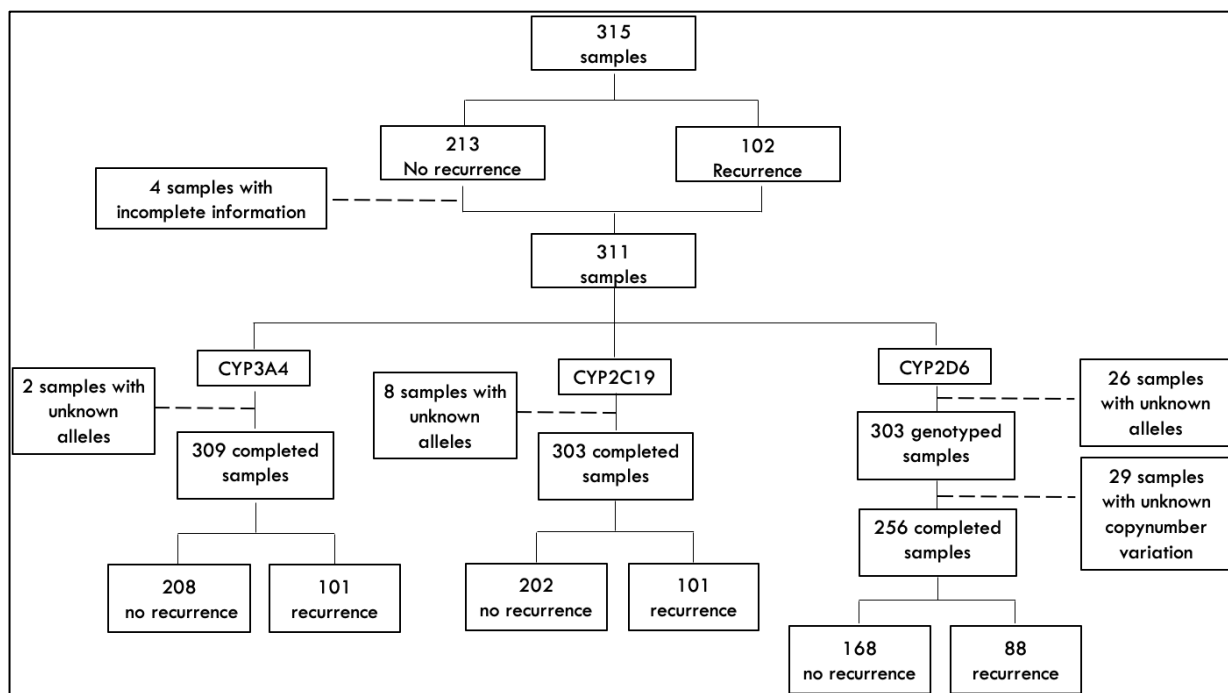 315
samples
213
No recurrence
102
Recurrence
4 samples with
incomplete information
311
samples
CYP3A4
2 samples with
unknown
alleles
309 completed
samples
208
no recurrence
101
recurrence
CYP2C19
8 samples with
unknown
alleles
303 completed
samples
202
no recurrence
101
recurrence
CYP2D6
26 samples
with unknown
alleles
303 genotyped
samples
29 samples
with unknown
copynumber
variation
256 completed
samples
168
no recurrence
88
recurrence